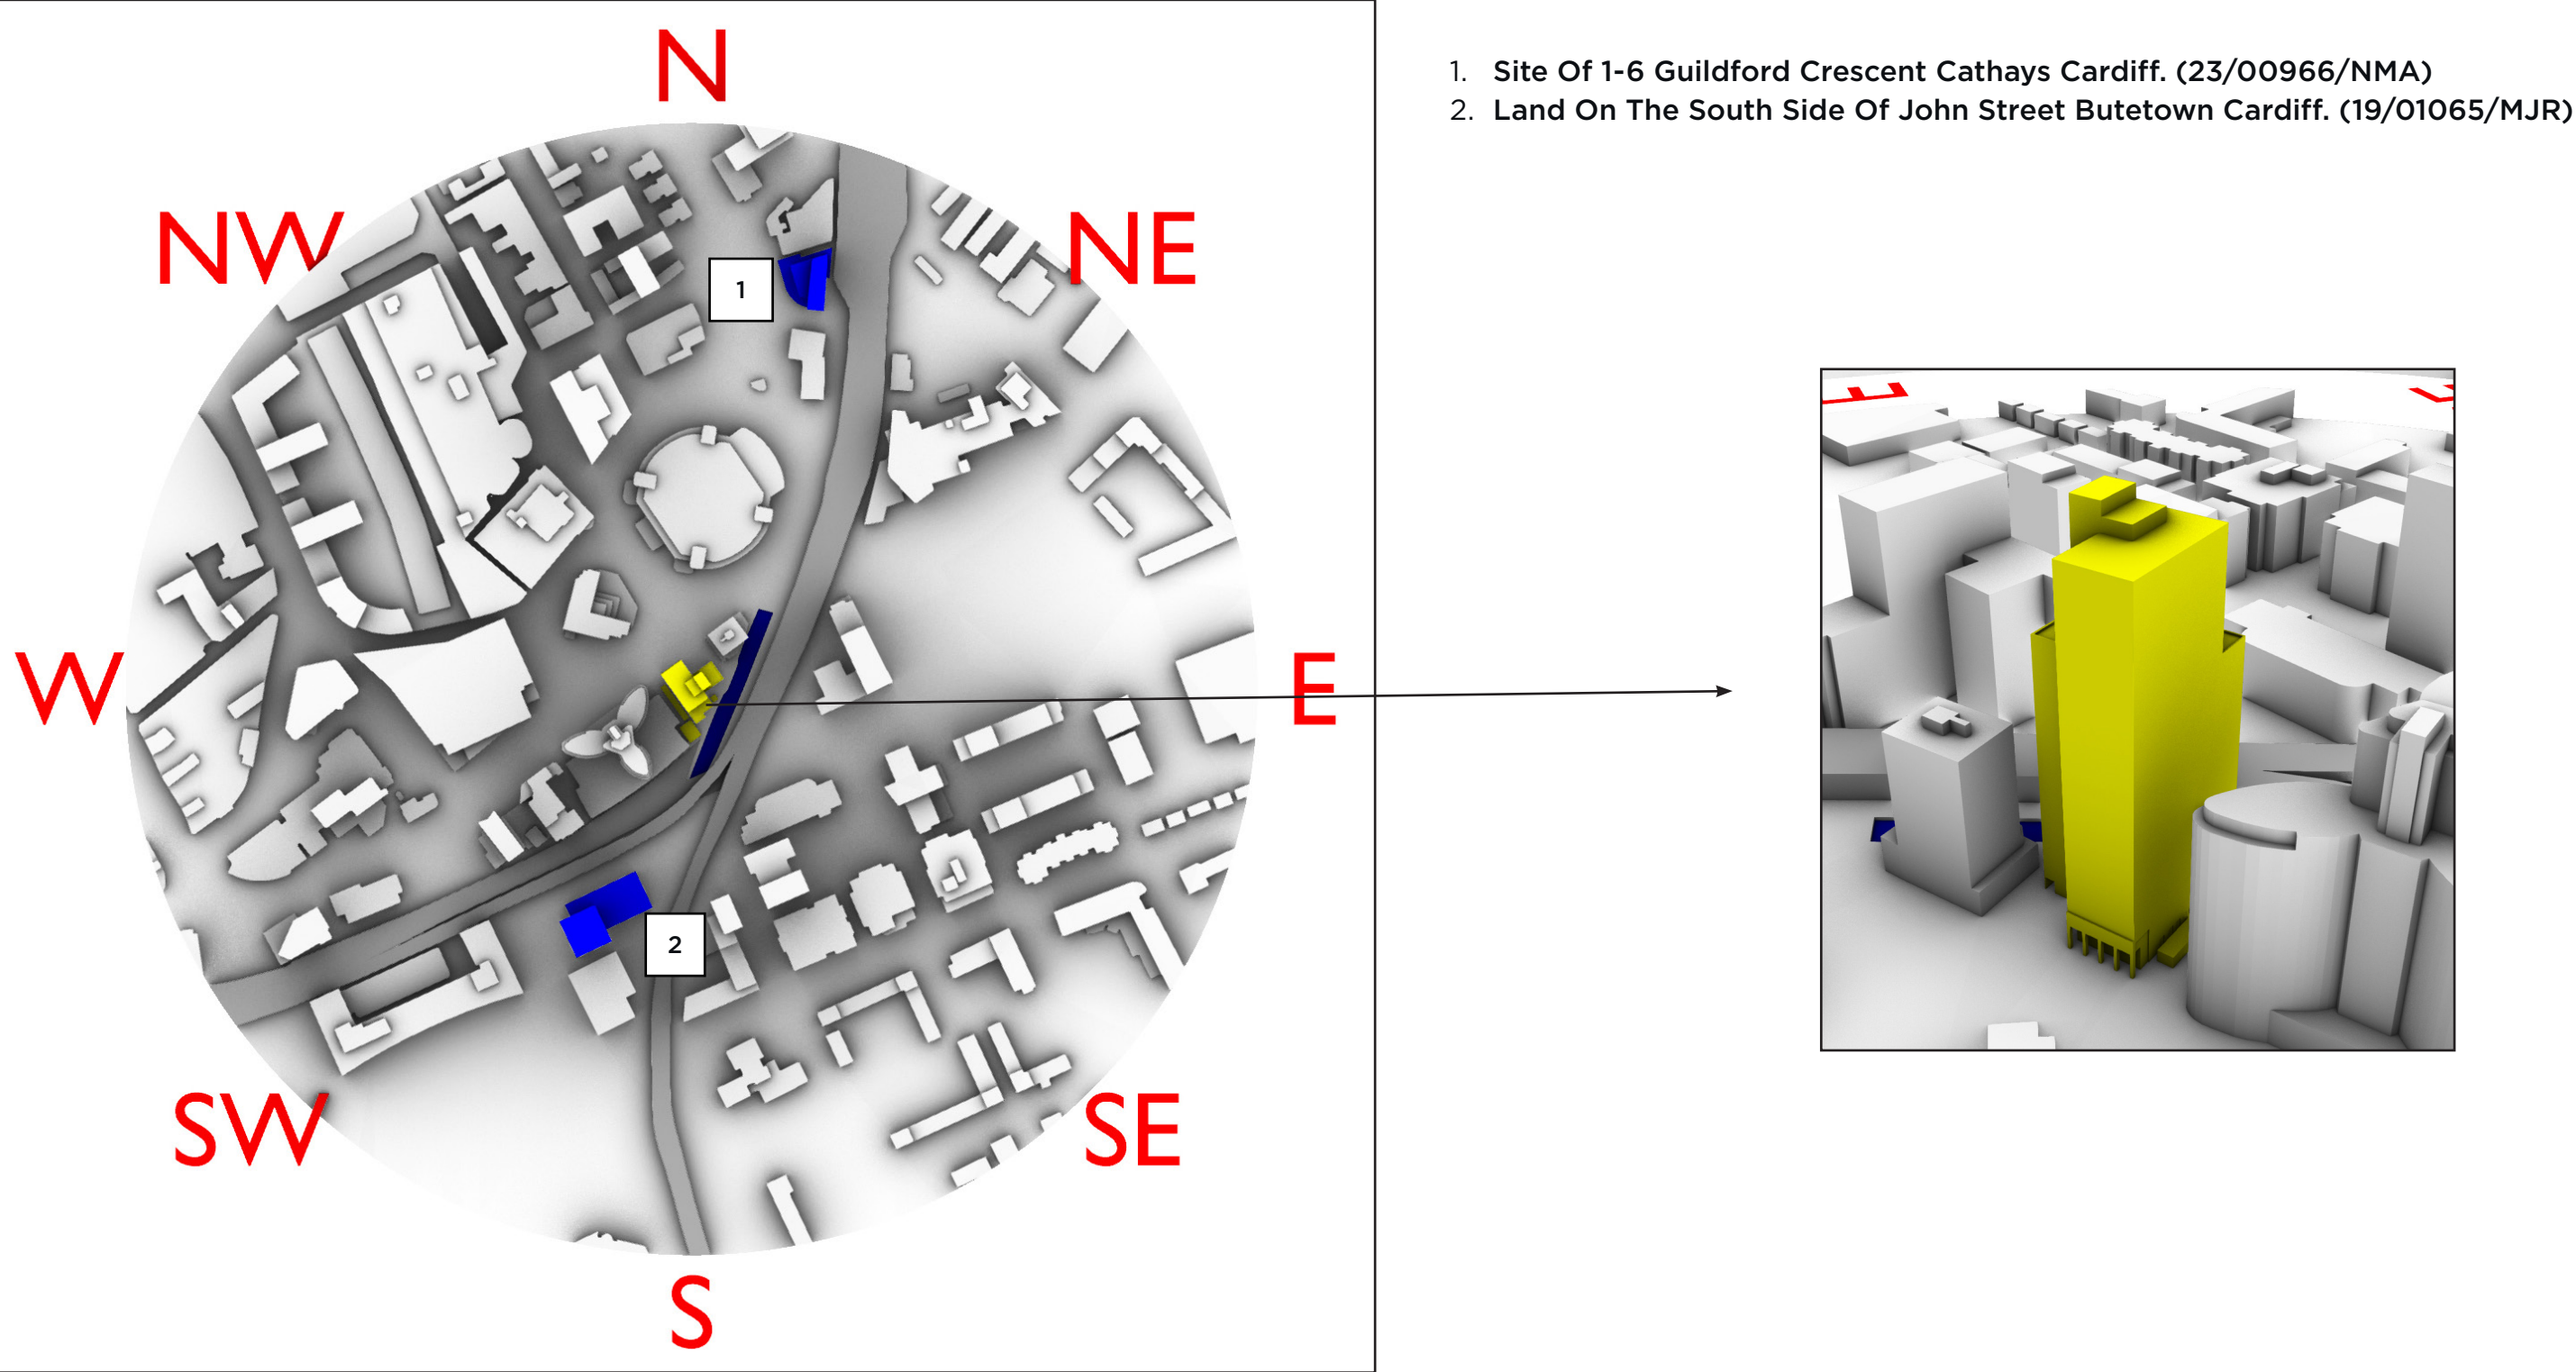 N
NW
NE
W
E
SW
SE
S
1
2
1. Site Of 1-6 Guildford Crescent Cathays Cardiff. (23/00966/NMA)
2. Land On The South Side Of John Street Butetown Cardiff. (19/01065/MJR)